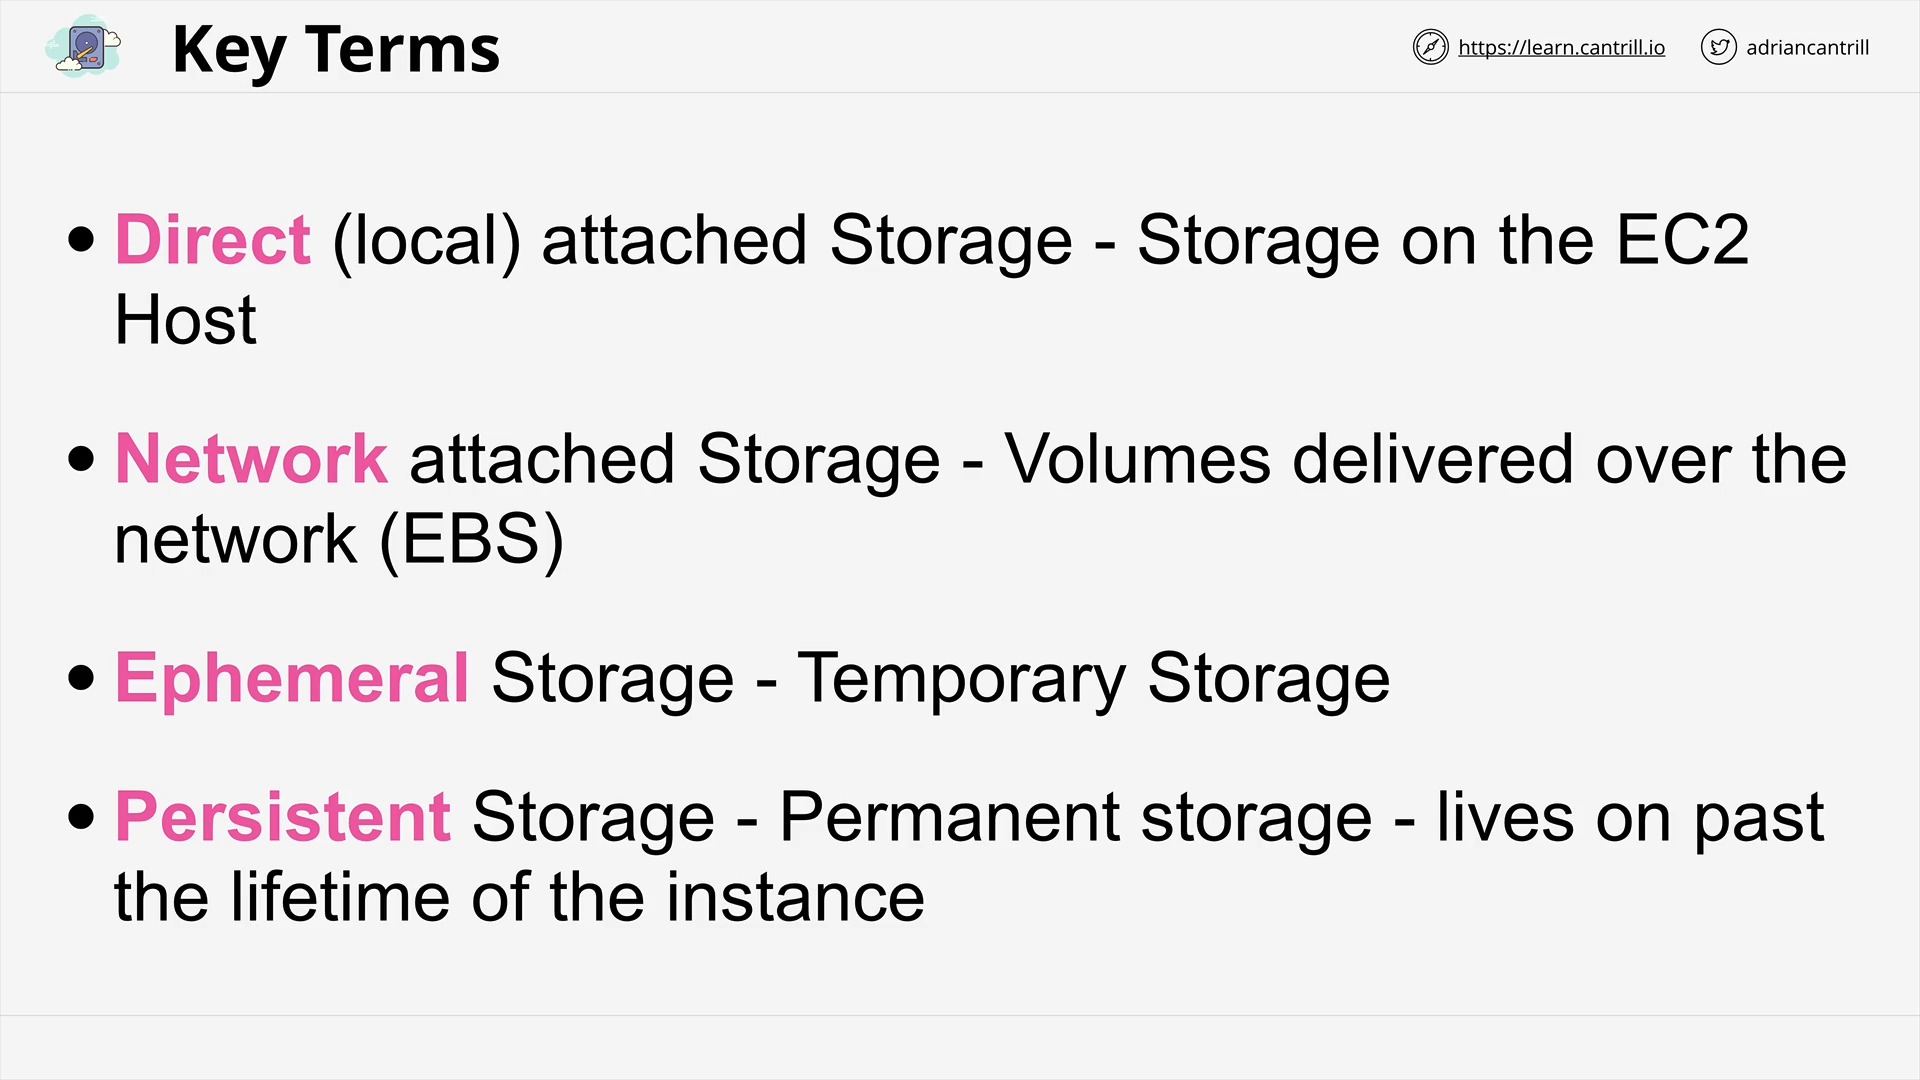 Key Terms
https://learn.cantrill.io
adriancantrill
• Direct (local) attached Storage - Storage on the EC2
Host
• Network attached Storage - Volumes delivered over the
network (EBS)
• Ephemeral Storage - Temporary Storage
• Persistent Storage - Permanent storage - lives on past
the lifetime of the instance